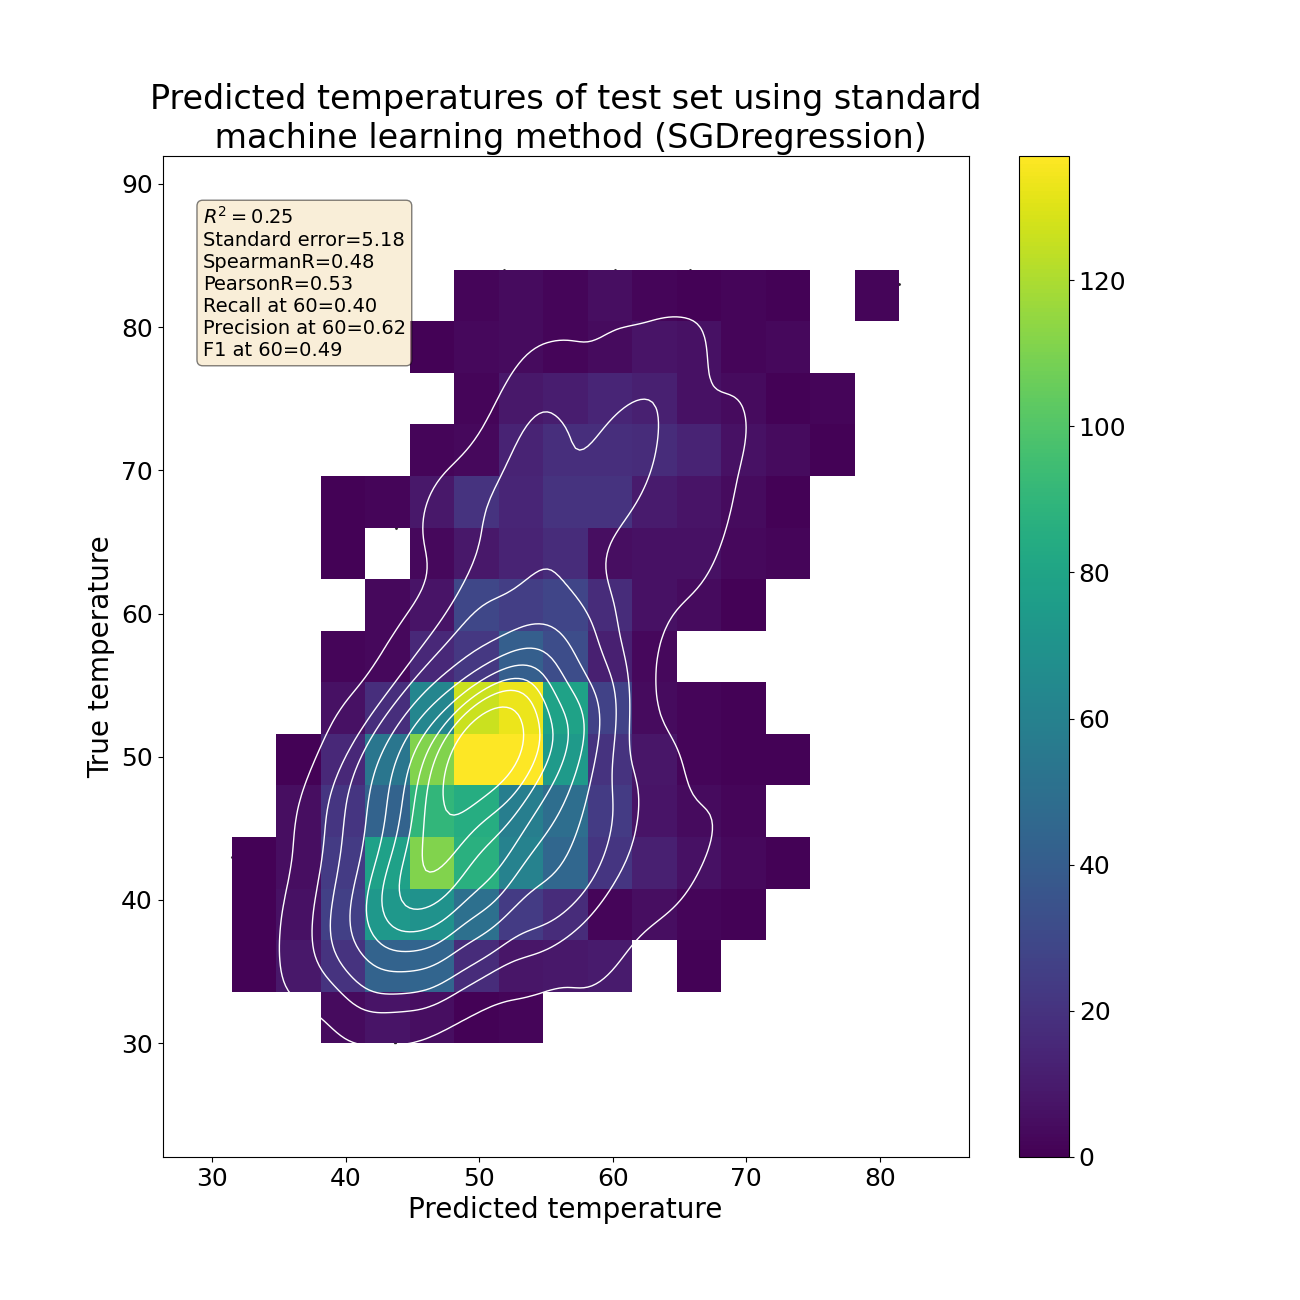 Predicted temperatures of test set using standard
machine learning method (SGDregression)
90
80
70
60
50
40
30
R² = 0.25
Standard error=5.18
SpearmanR=0.48
PearsonR=0.53
Recall at 60=0.40
Precision at 60=0.62
F1 at 60=0.49
True temperature
30 40 50 60 70 80
Predicted temperature
120
100
80
60
40
20
0